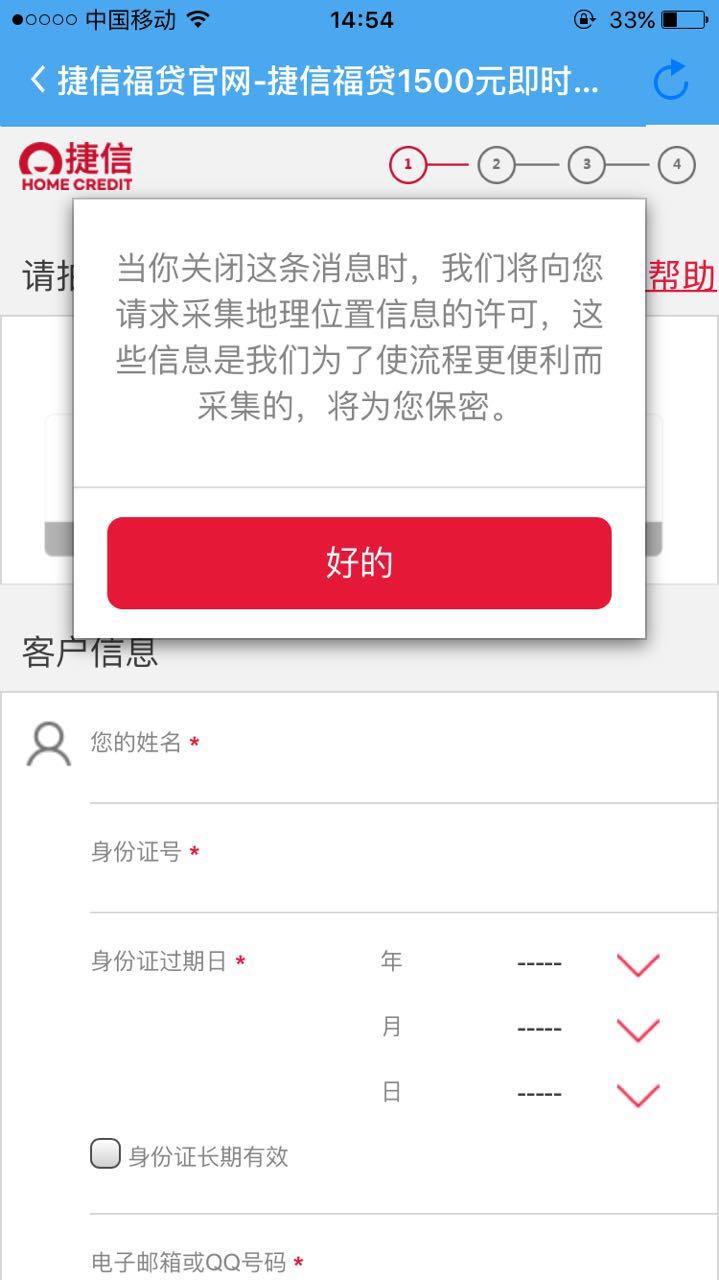 中国移动 14:54 33%
捷信福贷官网-捷信福贷1500元即时...
捷信
HOME CREDIT
1 2 3 4
请拍
帮助
当你关闭这条消息时，我们将向您
请求采集地理位置信息的许可，这
些信息是我们为了使流程更便利而
采集的，将为您保密。
好的
客户信息
您的姓名 *
身份证号 *
身份证过期日 * 年 -----
月 -----
日 -----
身份证长期有效
电子邮箱或QQ号码 *